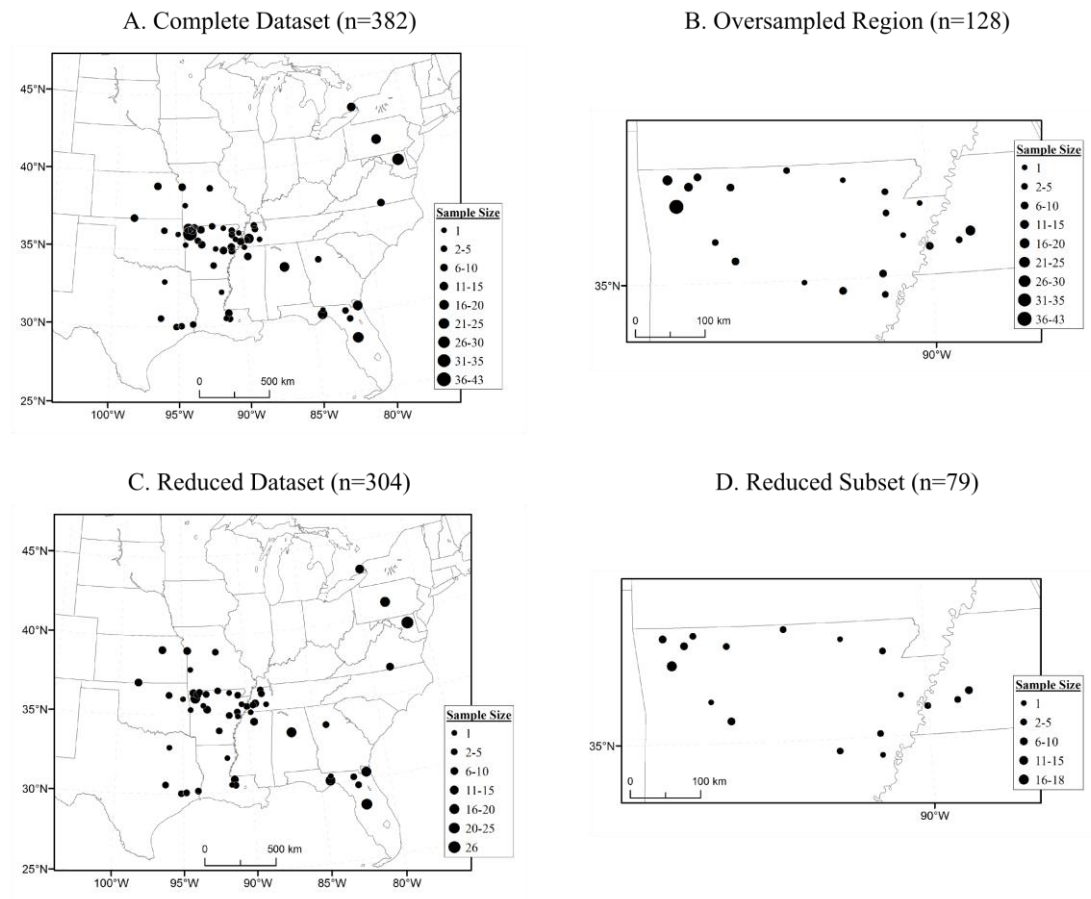 A. Complete Dataset (n=382)
45°N
40°N
35°N
30°N
25°N
100°W 95°W 90°W 85°W 80°W
0 500 km
Sample Size
1
2-5
6-10
11-15
16-20
21-25
26-30
31-35
36-43
B. Oversampled Region (n=128)
35°N
90°W
0 100 km
Sample Size
1
2-5
6-10
11-15
16-20
21-25
26-30
31-35
36-43
C. Reduced Dataset (n=304)
45°N
40°N
35°N
30°N
25°N
100°W 95°W 90°W 85°W 80°W
0 500 km
Sample Size
1
2-5
6-10
11-15
16-20
20-25
26
D. Reduced Subset (n=79)
35°N
90°W
0 100 km
Sample Size
1
2-5
6-10
11-15
16-18